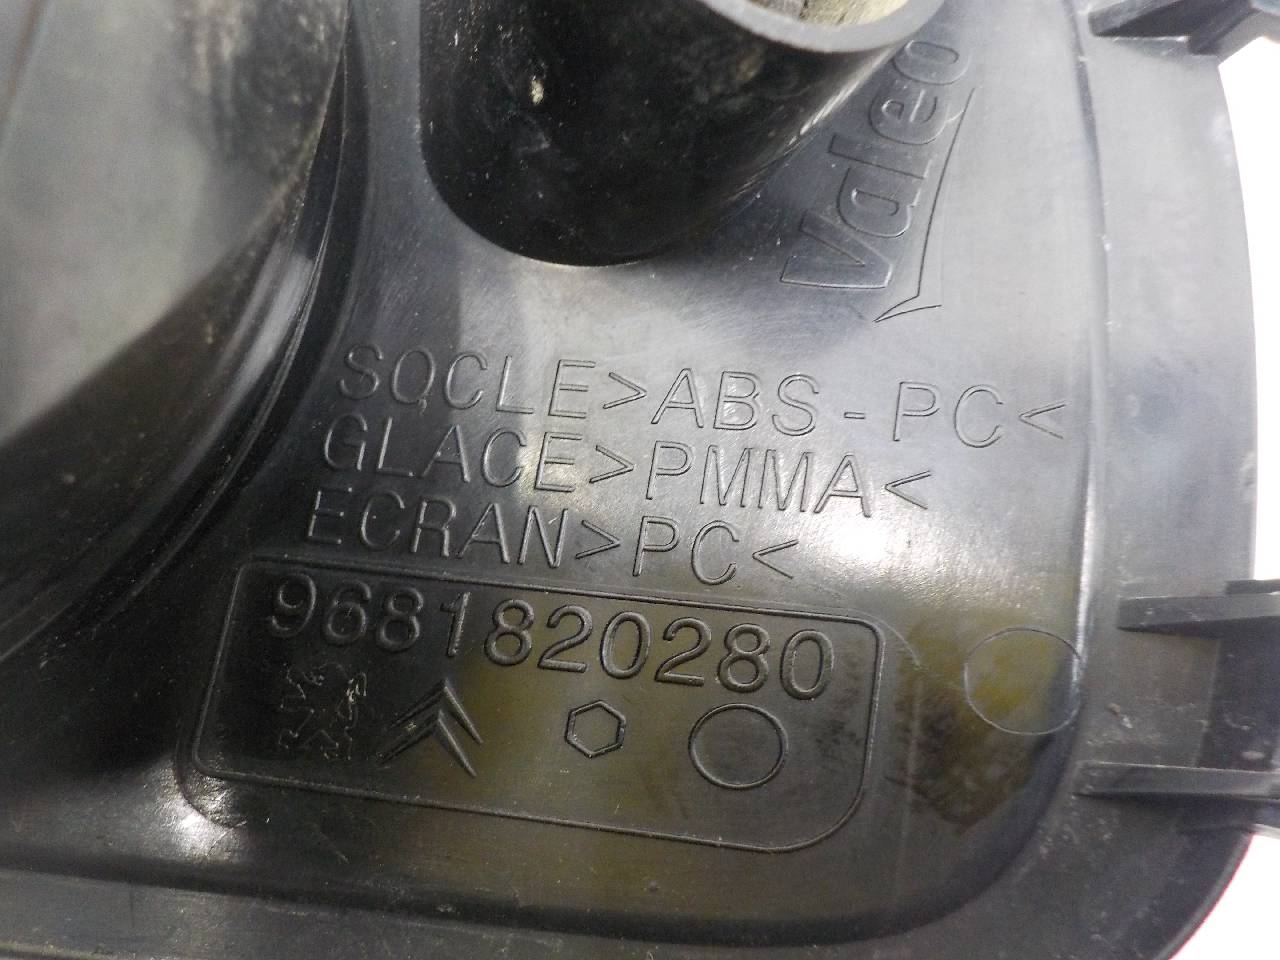 Valeo
SOCLE>ABS-PC<
GLACE>PMMA<
ECRAN>PC<
9681820280